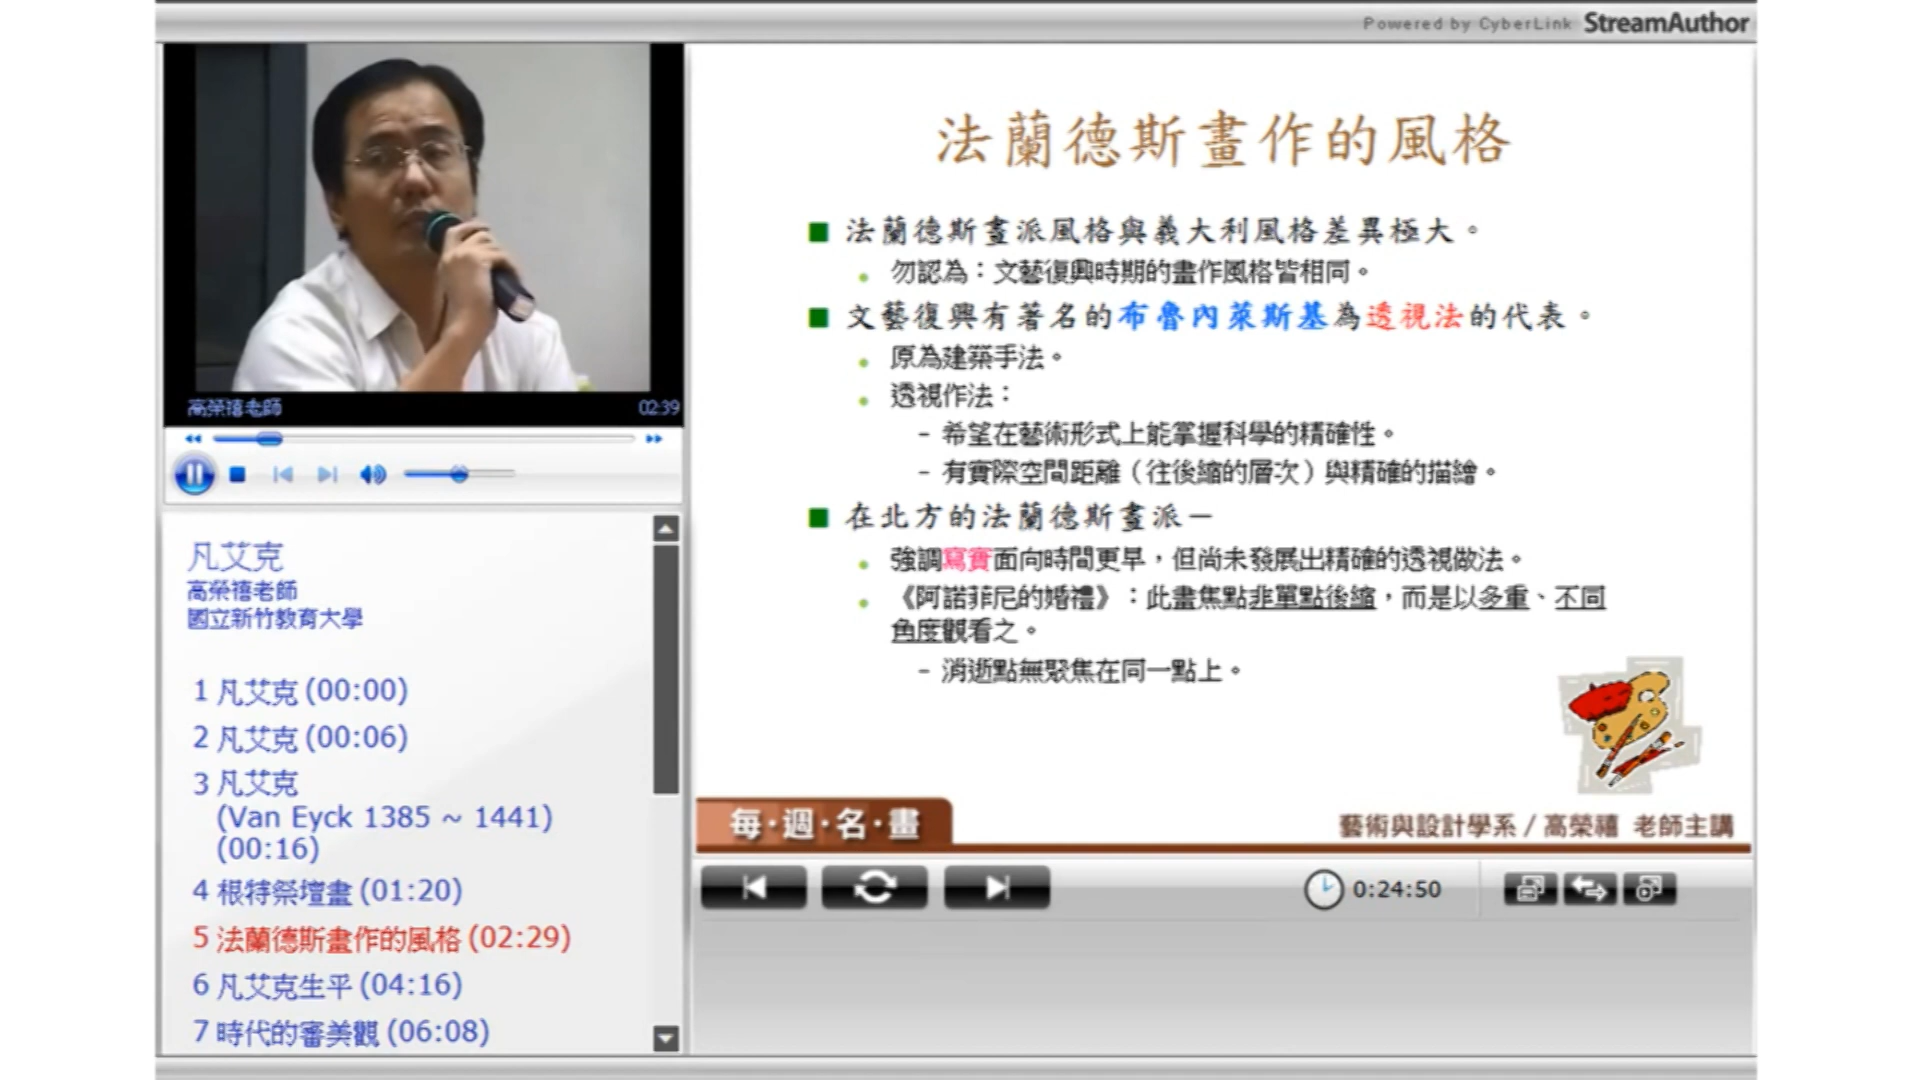 Powered by CyberLink StreamAuthor
高榮禧老師 02:39
凡艾克
高榮禧老師
國立新竹教育大學
1 凡艾克 (00:00)
2 凡艾克 (00:06)
3 凡艾克
(Van Eyck 1385 ~ 1441)
(00:16)
4 根特祭壇畫 (01:20)
5 法蘭德斯畫作的風格 (02:29)
6 凡艾克生平 (04:16)
7 時代的審美觀 (06:08)
法蘭德斯畫作的風格
■ 法蘭德斯畫派風格與義大利風格差異極大。
• 勿認為：文藝復興時期的畫作風格皆相同。
■ 文藝復興有著名的布魯內萊斯基為透視法的代表。
• 原為建築手法。
• 透視作法：
– 希望在藝術形式上能掌握科學的精確性。
– 有實際空間距離（往後縮的層次）與精確的描繪。
■ 在北方的法蘭德斯畫派－
• 強調寫實面向時間更早，但尚未發展出精確的透視做法。
• 《阿諾菲尼的婚禮》：此畫焦點非單點後縮，而是以多重、不同
角度觀看之。
– 消逝點無聚焦在同一點上。
每·週·名·畫
藝術與設計學系 / 高榮禧 老師主講
0:24:50